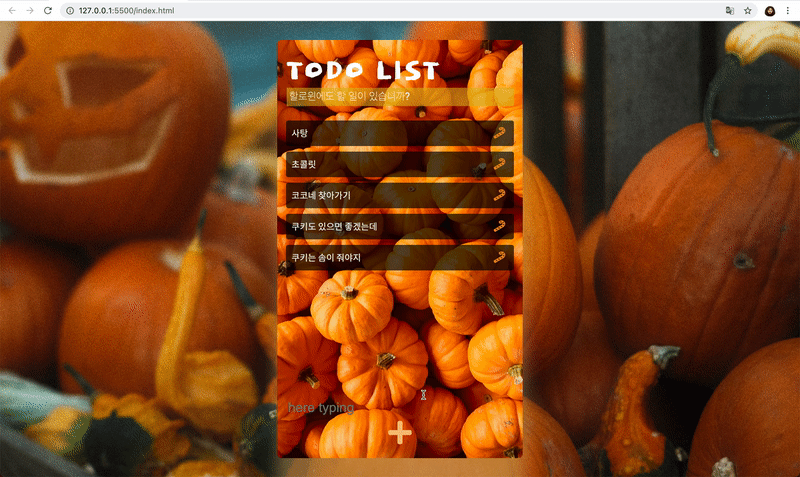 127.0.0.1:5500/index.html
TODO LIST
할로윈에도 할 일이 있습니까?
사탕
초콜릿
코코네 찾아가기
쿠키도 있으면 좋겠는데
쿠키는 솜이 줘야지
here typing